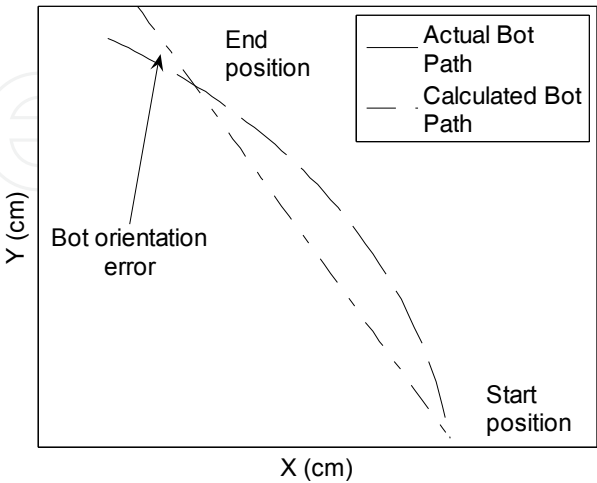 End
position
Actual Bot
Path
Calculated Bot
Path
Bot orientation
error
Start
position
Y (cm)
X (cm)